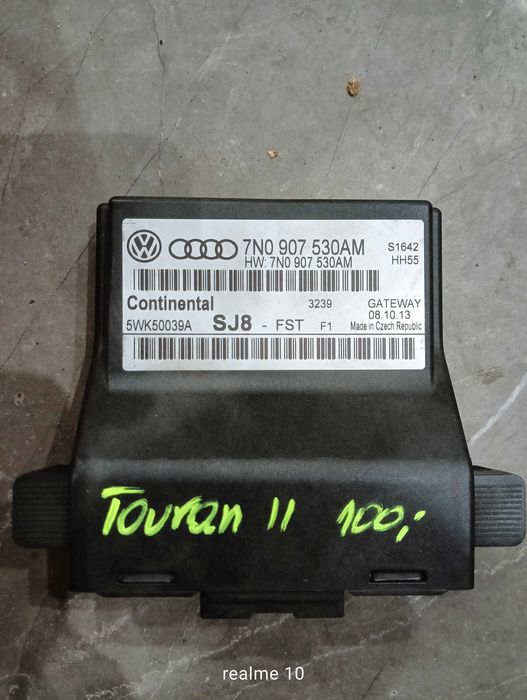 7N0 907 530AM
HW: 7N0 907 530AM
S1642
HH55
Continental 3239 GATEWAY
08.10.13
5WK50039A SJ8 - FST F1 Made in Czech Republic
Touran II 100,-
realme 10